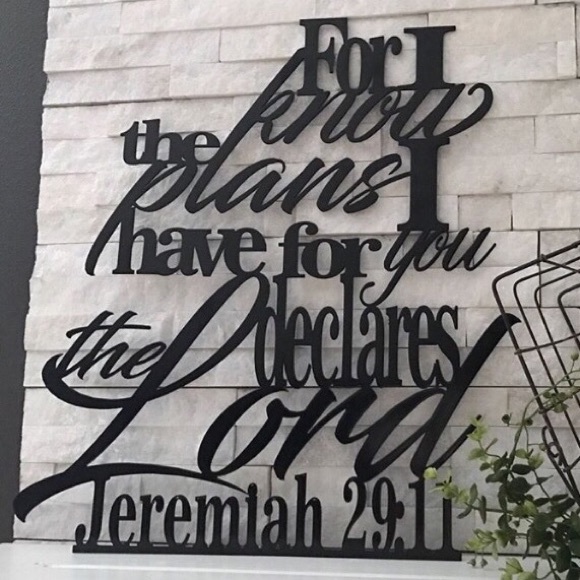 For I
know
the plans I
have for you
declares
the Lord
Jeremiah 29:11